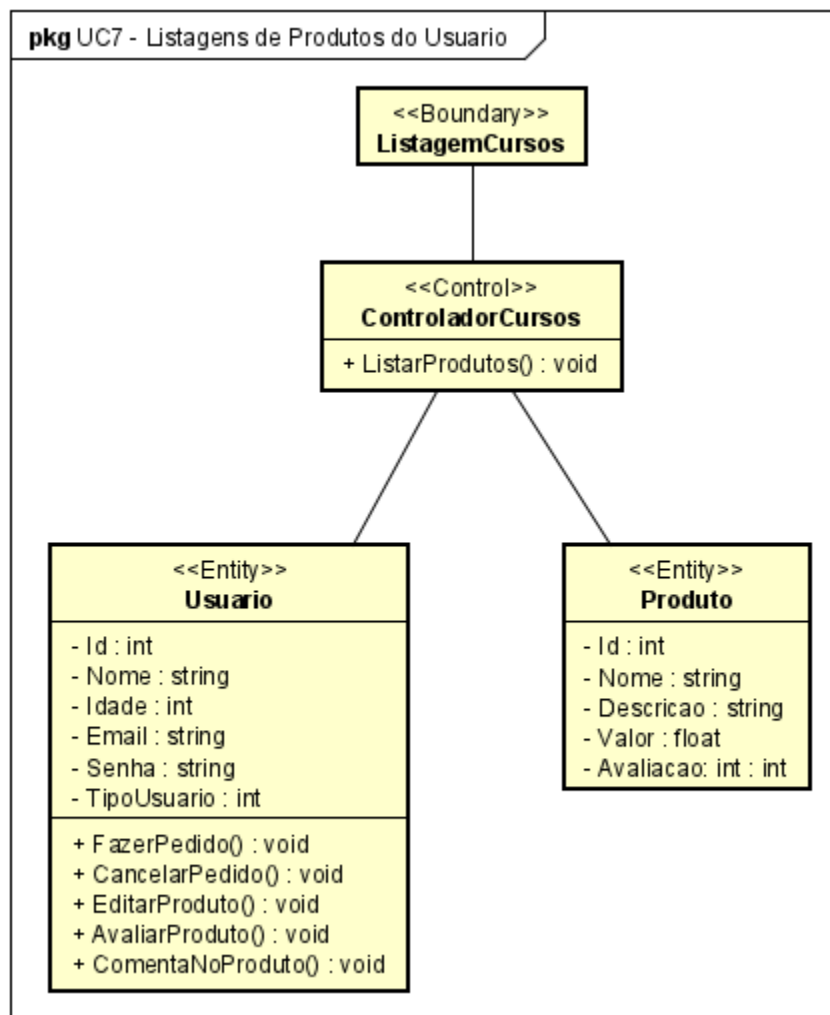 pkg UC7 - Listagens de Produtos do Usuario
<<Boundary>>
ListagemCursos
<<Control>>
ControladorCursos
+ ListarProdutos() : void
<<Entity>>
Usuario
- Id : int
- Nome : string
- Idade : int
- Email : string
- Senha : string
- TipoUsuario : int
+ FazerPedido() : void
+ CancelarPedido() : void
+ EditarProduto() : void
+ AvaliarProduto() : void
+ ComentaNoProduto() : void
<<Entity>>
Produto
- Id : int
- Nome : string
- Descricao : string
- Valor : float
- Avaliacao: int : int